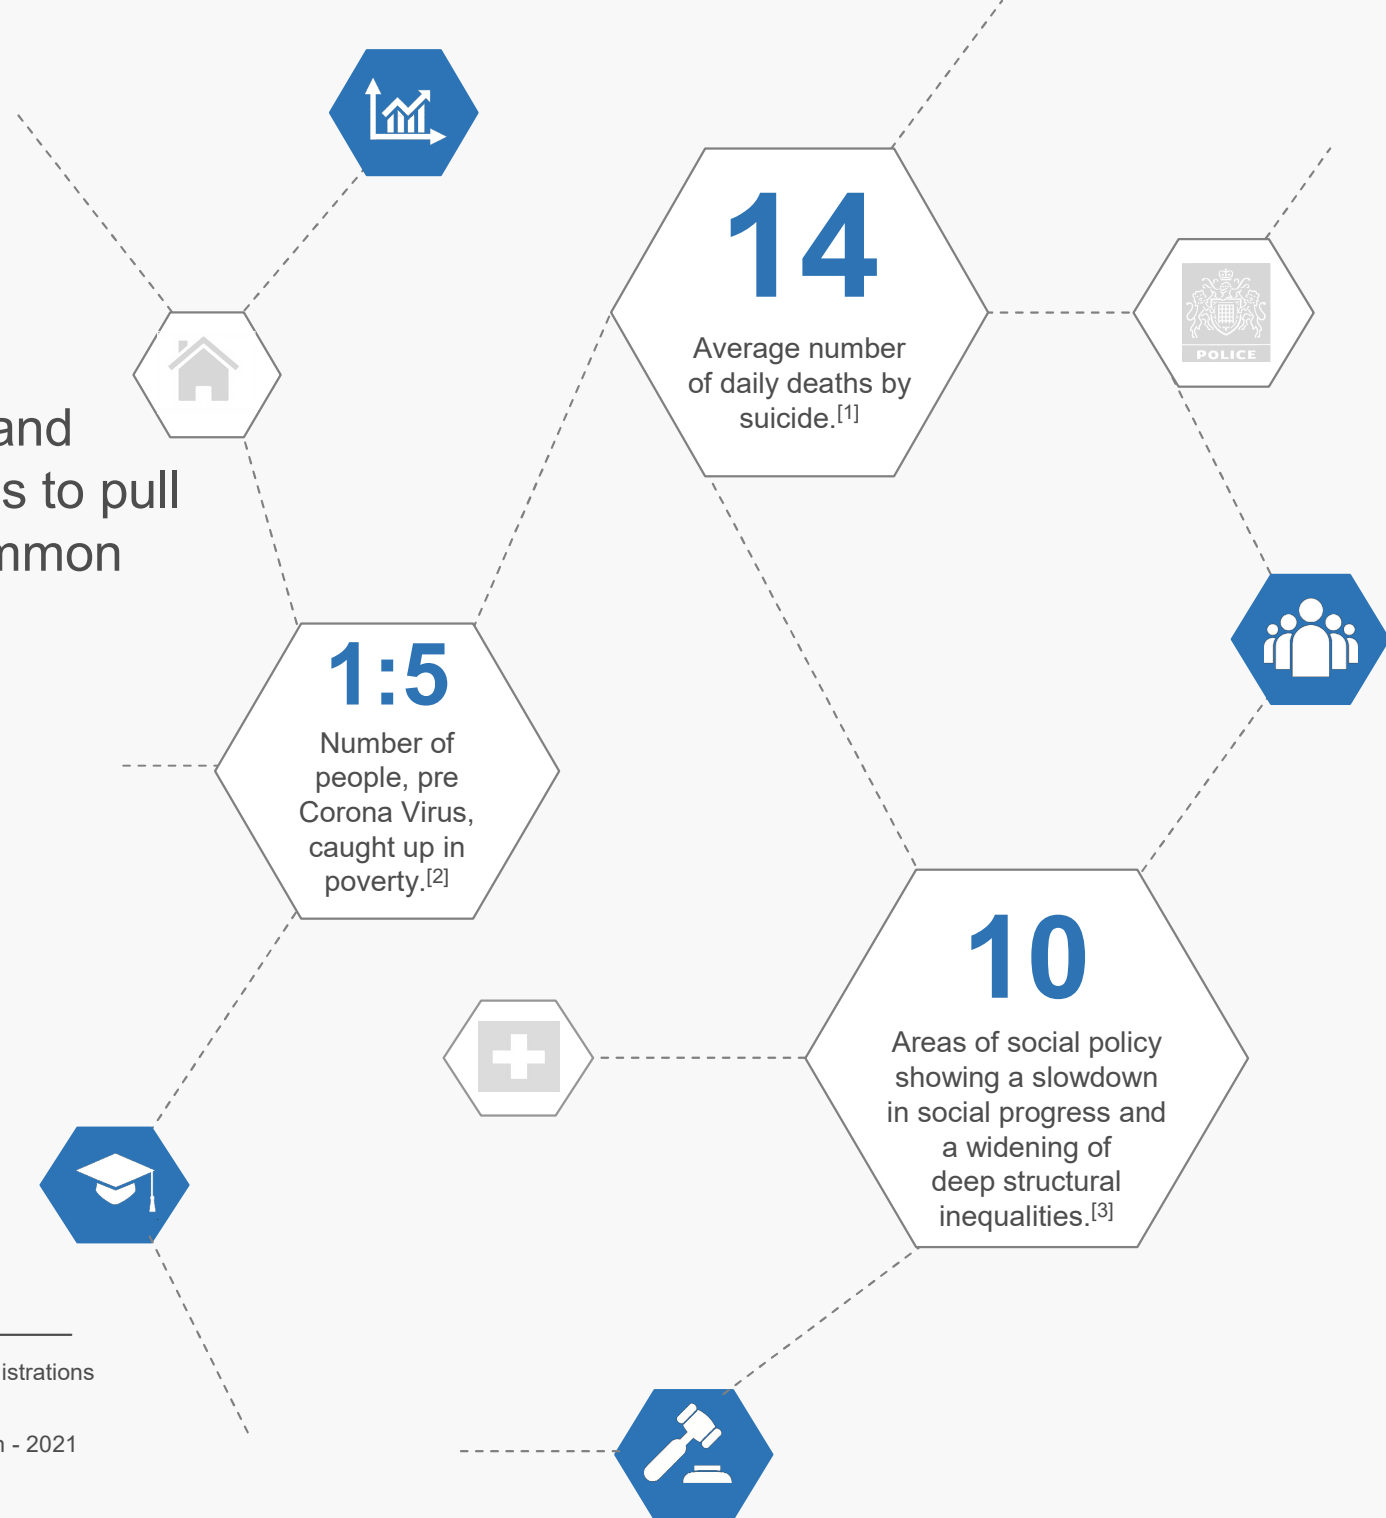 14
Average number
of daily deaths by
suicide.[1]
POLICE
and
s to pull
mmon
1:5
Number of
people, pre
Corona Virus,
caught up in
poverty.[2]
10
Areas of social policy
showing a slowdown
in social progress and
a widening of
deep structural
inequalities.[3]
istrations
- 2021